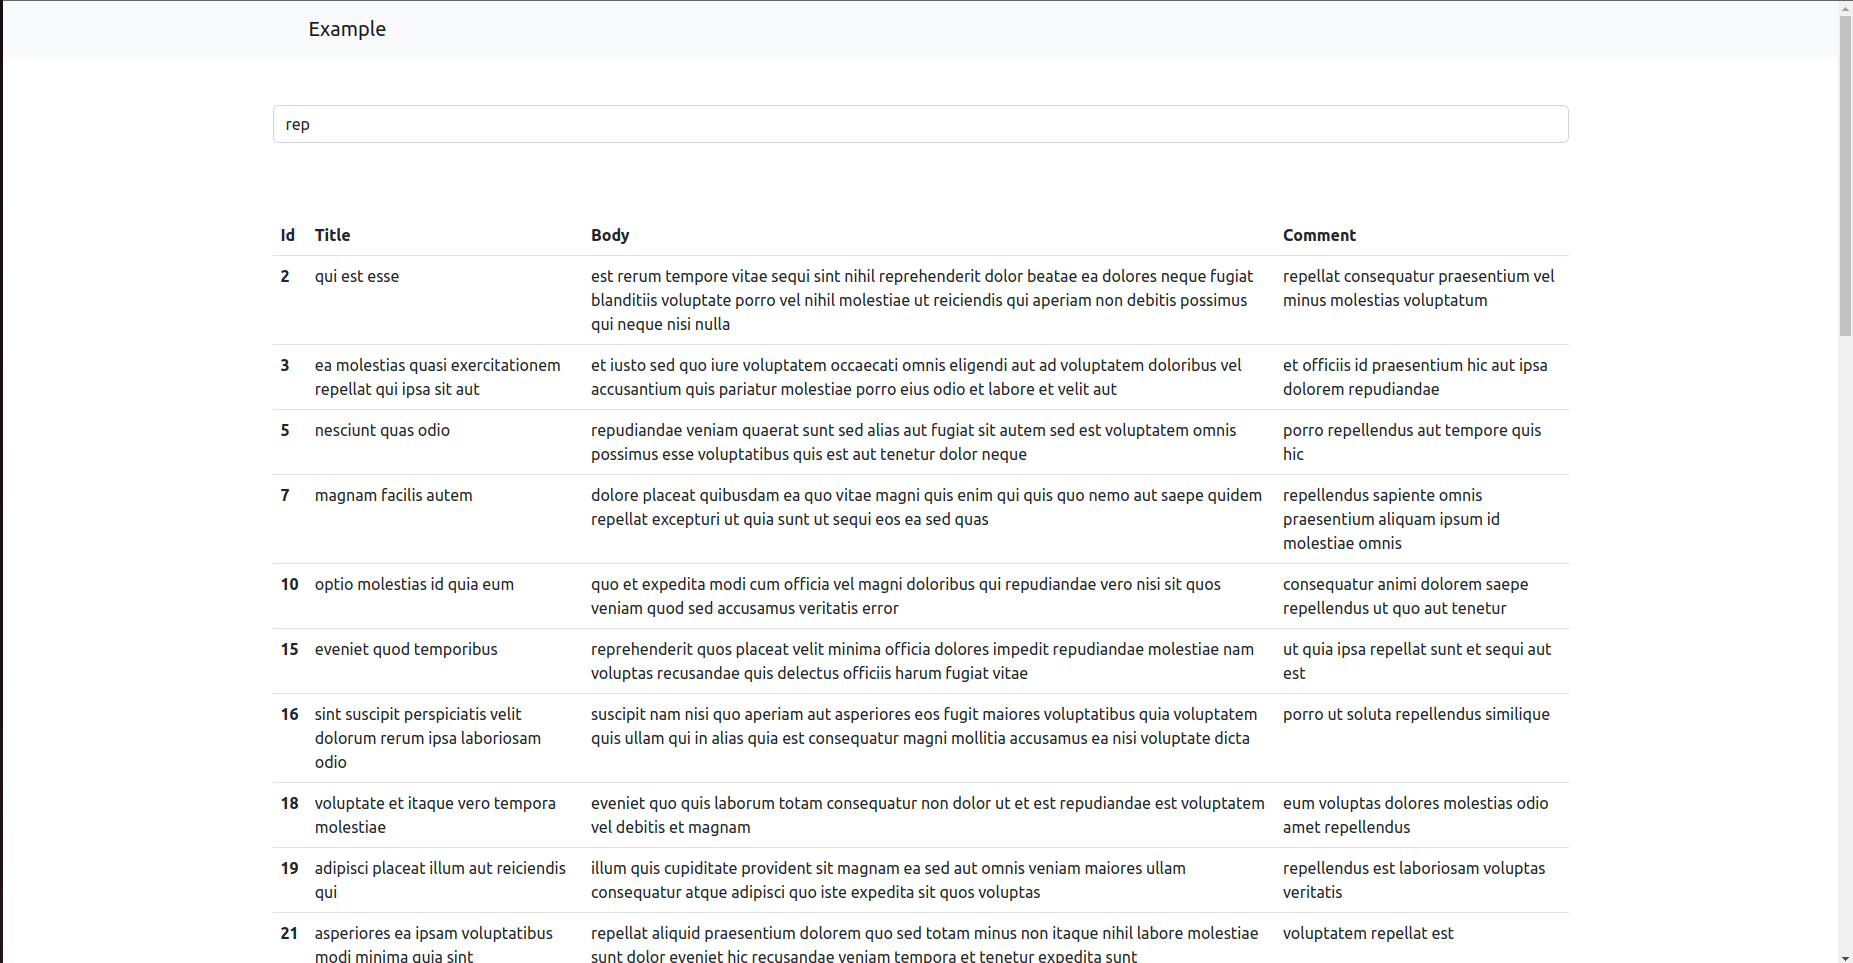 Example
rep
Id Title Body Comment
2 qui est esse est rerum tempore vitae sequi sint nihil reprehenderit dolor beatae ea dolores neque fugiat repellat consequatur praesentium vel
blanditiis voluptate porro vel nihil molestiae ut reiciendis qui aperiam non debitis possimus minus molestias voluptatum
qui neque nisi nulla
3 ea molestias quasi exercitationem et iusto sed quo iure voluptatem occaecati omnis eligendi aut ad voluptatem doloribus vel et officiis id praesentium hic aut ipsa
repellat qui ipsa sit aut accusantium quis pariatur molestiae porro eius odio et labore et velit aut dolorem repudiandae
5 nesciunt quas odio repudiandae veniam quaerat sunt sed alias aut fugiat sit autem sed est voluptatem omnis porro repellendus aut tempore quis
possimus esse voluptatibus quis est aut tenetur dolor neque hic
7 magnam facilis autem dolore placeat quibusdam ea quo vitae magni quis enim qui quis quo nemo aut saepe quidem repellendus sapiente omnis
repellat excepturi ut quia sunt ut sequi eos ea sed quas praesentium aliquam ipsum id
molestiae omnis
10 optio molestias id quia eum quo et expedita modi cum officia vel magni doloribus qui repudiandae vero nisi sit quos consequatur animi dolorem saepe
veniam quod sed accusamus veritatis error repellendus ut quo aut tenetur
15 eveniet quod temporibus reprehenderit quos placeat velit minima officia dolores impedit repudiandae molestiae nam ut quia ipsa repellat sunt et sequi aut
voluptas recusandae quis delectus officiis harum fugiat vitae est
16 sint suscipit perspiciatis velit suscipit nam nisi quo aperiam aut asperiores eos fugit maiores voluptatibus quia voluptatem porro ut soluta repellendus similique
dolorum rerum ipsa laboriosam quis ullam qui in alias quia est consequatur magni mollitia accusamus ea nisi voluptate dicta
odio
18 voluptate et itaque vero tempora eveniet quo quis laborum totam consequatur non dolor ut et est repudiandae est voluptatem eum voluptas dolores molestias odio
molestiae vel debitis et magnam amet repellendus
19 adipisci placeat illum aut reiciendis illum quis cupiditate provident sit magnam ea sed aut omnis veniam maiores ullam repellendus est laboriosam voluptas
qui consequatur atque adipisci quo iste expedita sit quos voluptas veritatis
21 asperiores ea ipsam voluptatibus repellat aliquid praesentium dolorem quo sed totam minus non itaque nihil labore molestiae voluptatem repellat est
modi minima quia sint sunt dolor eveniet hic recusandae veniam tempora et tenetur expedita sunt